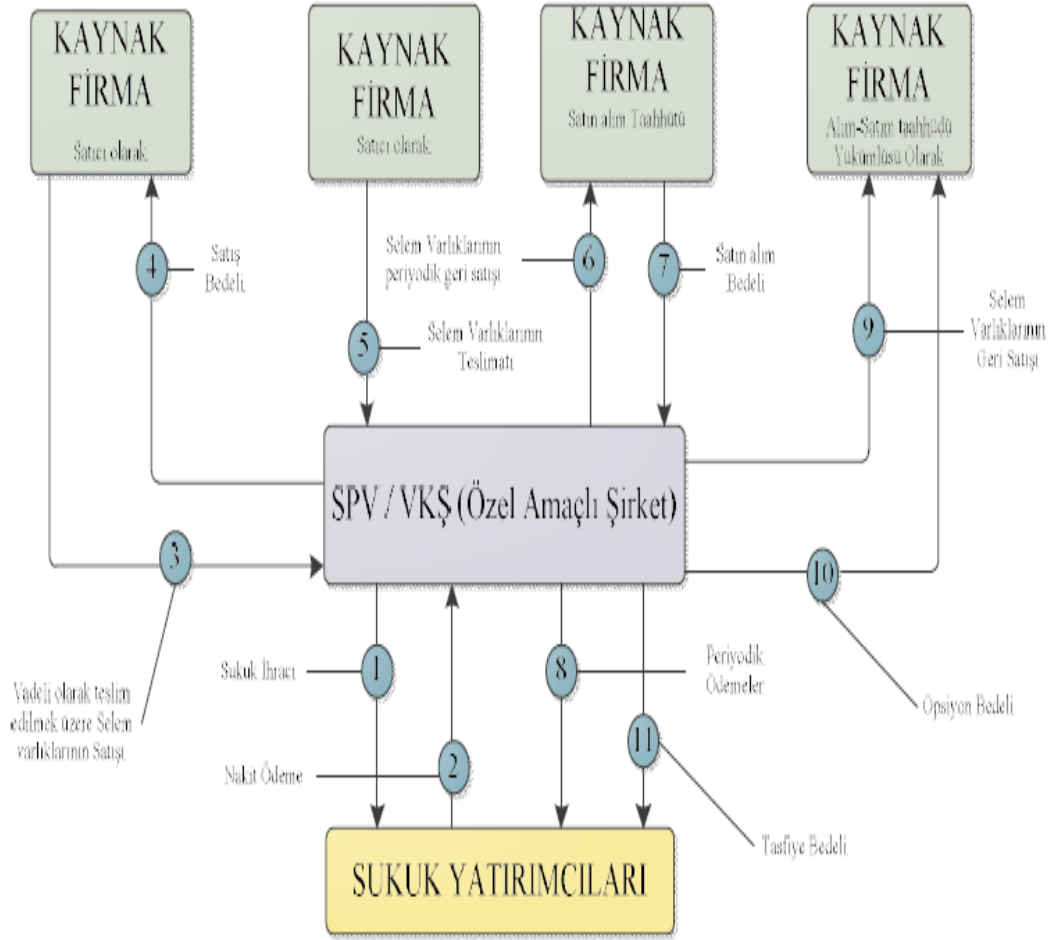 KAYNAK
FİRMA
Satıcı olarak
KAYNAK
FİRMA
Satıcı olarak
KAYNAK
FİRMA
Satın alım Taahhütü
KAYNAK
FİRMA
Alım-Satım taahhüdü
Yükümlüsü Olarak
4
Satış
Bedeli
5
Selem Varlıklarının
Teslimatı
Selem Varlıklarının
periyodik geri satışı
6
7
Satın alım
Bedeli
9
Selem
Varlıklarının
Geri Satışı
SPV / VKŞ (Özel Amaçlı Şirket)
3
Vadeli olarak teslim
edilmek üzere Selem
varlıklarının Satışı
10
Opsiyon Bedeli
Sukuk İhracı
1
Nakit Ödeme
2
8
Periyodik
Ödemeler
11
Tasfiye Bedeli
SUKUK YATIRIMCILARI